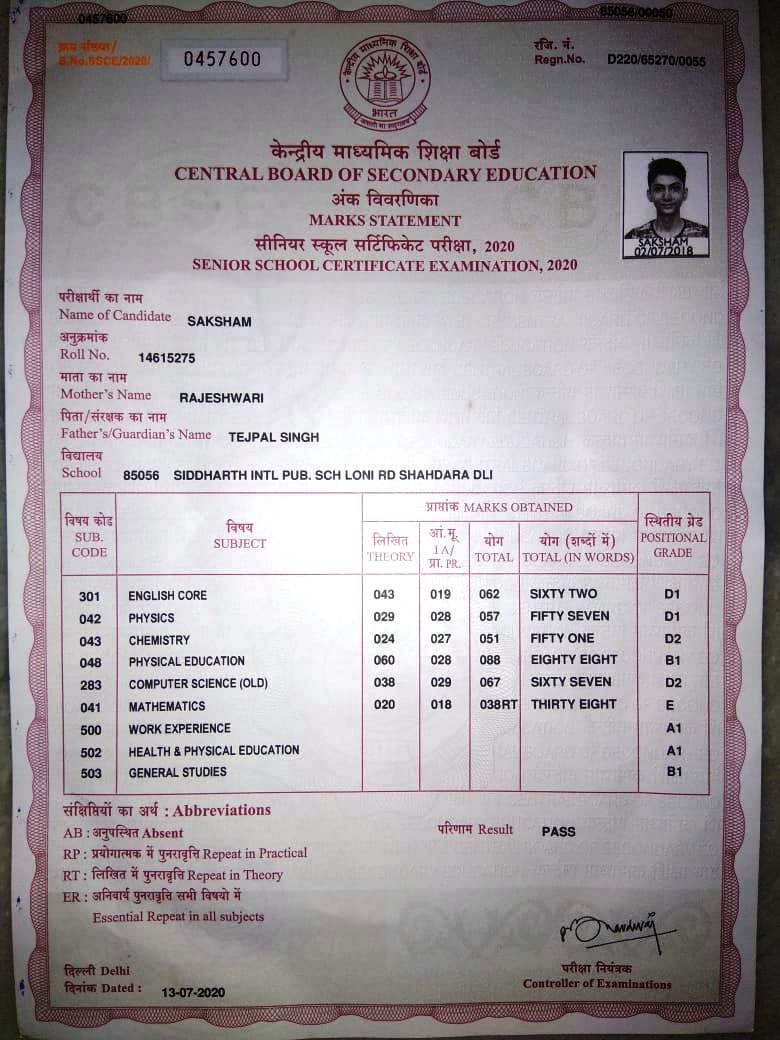 0457600
85056/00050
क्रम संख्या/
S.No.SSCE/2020/
0457600
रजि. नं.
Regn.No. D220/65270/0055
केन्द्रीय माध्यमिक शिक्षा बोर्ड
भारत
केन्द्रीय माध्यमिक शिक्षा बोर्ड
CENTRAL BOARD OF SECONDARY EDUCATION
अंक विवरणिका
MARKS STATEMENT
सीनियर स्कूल सर्टिफिकेट परीक्षा, 2020
SENIOR SCHOOL CERTIFICATE EXAMINATION, 2020
SAKSHAM
02/07/2018
परीक्षार्थी का नाम
Name of Candidate SAKSHAM
अनुक्रमांक
Roll No. 14615275
माता का नाम
Mother's Name RAJESHWARI
पिता/संरक्षक का नाम
Father's/Guardian's Name TEJPAL SINGH
विद्यालय
School 85056 SIDDHARTH INTL PUB. SCH LONI RD SHAHDARA DLI
विषय कोड SUB. CODE
विषय SUBJECT
प्राप्तांक MARKS OBTAINED
लिखित THEORY
आं.मू. IA/ प्रा. PR.
योग TOTAL
योग (शब्दों में) TOTAL (IN WORDS)
स्थितीय ग्रेड POSITIONAL GRADE
301 ENGLISH CORE 043 019 062 SIXTY TWO D1
042 PHYSICS 029 028 057 FIFTY SEVEN D1
043 CHEMISTRY 024 027 051 FIFTY ONE D2
048 PHYSICAL EDUCATION 060 028 088 EIGHTY EIGHT B1
283 COMPUTER SCIENCE (OLD) 038 029 067 SIXTY SEVEN D2
041 MATHEMATICS 020 018 038RT THIRTY EIGHT E
500 WORK EXPERIENCE A1
502 HEALTH & PHYSICAL EDUCATION A1
503 GENERAL STUDIES B1
संक्षिप्तियों का अर्थ : Abbreviations
AB : अनुपस्थित Absent
परिणाम Result PASS
RP : प्रयोगात्मक में पुनरावृत्ति Repeat in Practical
RT : लिखित में पुनरावृत्ति Repeat in Theory
ER : अनिवार्य पुनरावृत्ति सभी विषयो में
Essential Repeat in all subjects
दिल्ली Delhi
दिनांक Dated : 13-07-2020
परीक्षा नियंत्रक
Controller of Examinations